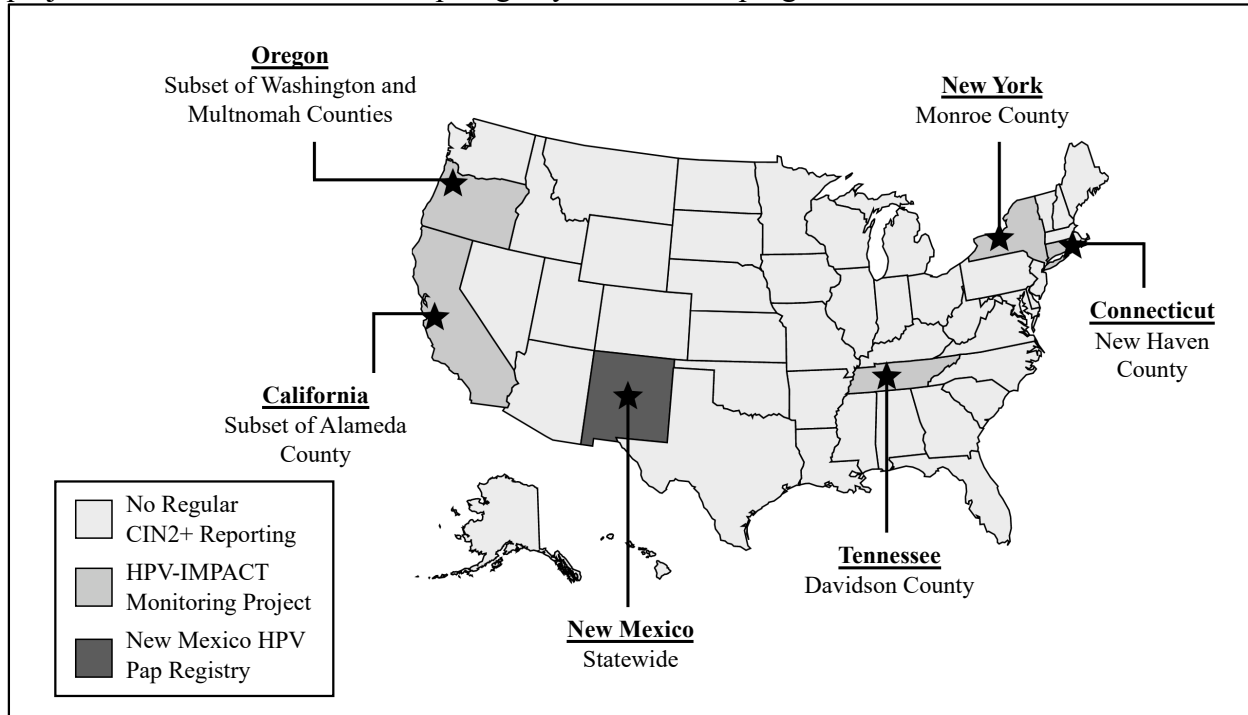 Oregon
Subset of Washington and
Multnomah Counties
New York
Monroe County
Connecticut
New Haven
County
California
Subset of Alameda
County
Tennessee
Davidson County
New Mexico
Statewide
No Regular
CIN2+ Reporting
HPV-IMPACT
Monitoring Project
New Mexico HPV
Pap Registry